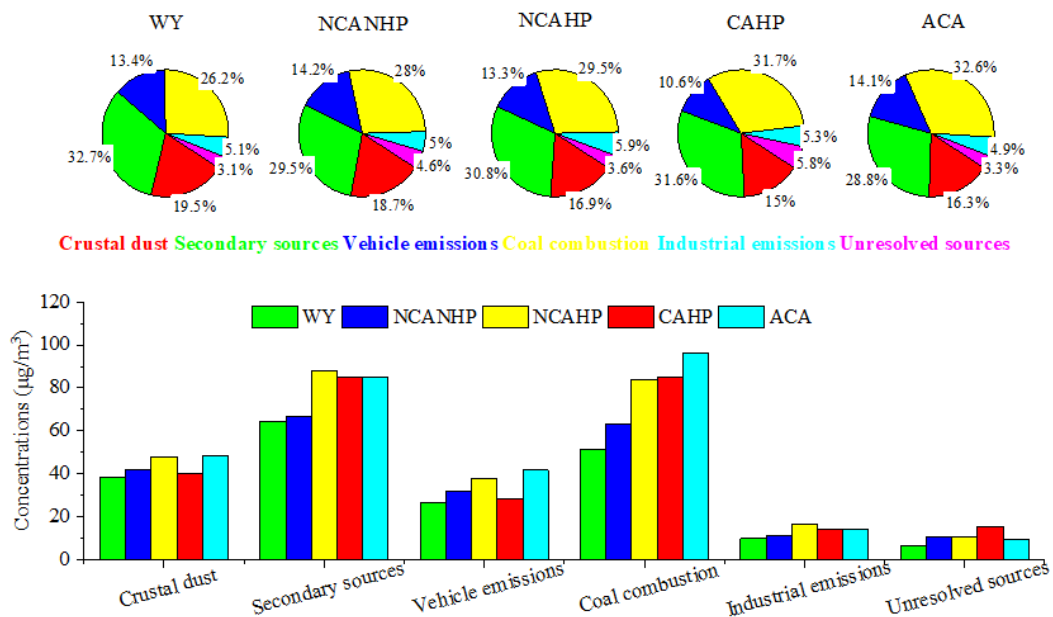 WY NCANHP NCAHP CAHP ACA
13.4% 26.2% 14.2% 28% 13.3% 29.5% 10.6% 31.7% 14.1% 32.6%
32.7% 5.1% 29.5% 5% 30.8% 5.9% 31.6% 5.3% 28.8% 4.9%
3.1% 4.6% 3.6% 5.8% 3.3%
19.5% 18.7% 16.9% 15% 16.3%
Crustal dust Secondary sources Vehicle emissions Coal combustion Industrial emissions Unresolved sources
Concentrations (μg/m³)
120
100
80
60
40
20
0
WY NCANHP NCAHP CAHP ACA
Crustal dust Secondary sources Vehicle emissions Coal combustion Industrial emissions Unresolved sources